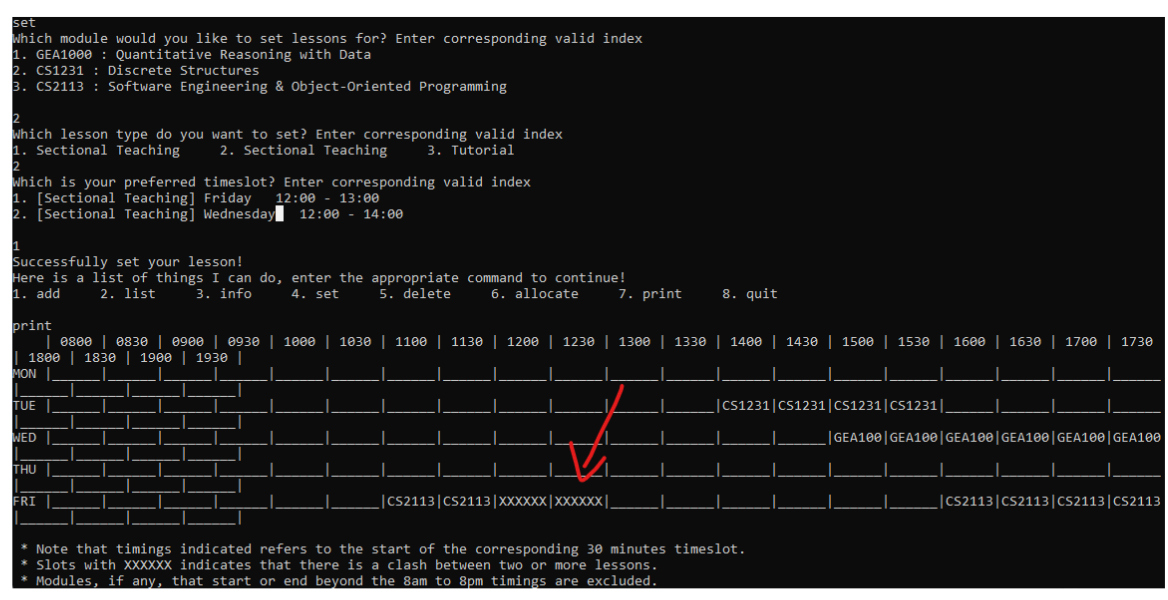 set
Which module would you like to set lessons for? Enter corresponding valid index
1. GEA1000 : Quantitative Reasoning with Data
2. CS1231 : Discrete Structures
3. CS2113 : Software Engineering & Object-Oriented Programming
2
Which lesson type do you want to set? Enter corresponding valid index
1. Sectional Teaching     2. Sectional Teaching     3. Tutorial
2
Which is your preferred timeslot? Enter corresponding valid index
1. [Sectional Teaching] Friday   12:00 - 13:00
2. [Sectional Teaching] Wednesday   12:00 - 14:00
1
Successfully set your lesson!
Here is a list of things I can do, enter the appropriate command to continue!
1. add     2. list     3. info     4. set     5. delete     6. allocate     7. print     8. quit
print
| 0800 | 0830 | 0900 | 0930 | 1000 | 1030 | 1100 | 1130 | 1200 | 1230 | 1300 | 1330 | 1400 | 1430 | 1500 | 1530 | 1600 | 1630 | 1700 | 1730
| 1800 | 1830 | 1900 | 1930 |
MON |______|______|______|______|______|______|______|______|______|______|______|______|______|______|______|______|______|______|______|______
|______|______|______|______|
TUE |______|______|______|______|______|______|______|______|______|______|______|______|CS1231|CS1231|CS1231|CS1231|______|______|______|______
|______|______|______|______|
WED |______|______|______|______|______|______|______|______|______|______|______|______|______|______|GEA100|GEA100|GEA100|GEA100|GEA100|GEA100
|______|______|______|______|
THU |______|______|______|______|______|______|______|______|______|______|______|______|______|______|______|______|______|______|______|______
|______|______|______|______|
FRI |______|______|______|______|______|______|CS2113|CS2113|XXXXXX|XXXXXX|______|______|______|______|______|______|CS2113|CS2113|CS2113|CS2113
|______|______|______|______|
* Note that timings indicated refers to the start of the corresponding 30 minutes timeslot.
* Slots with XXXXXX indicates that there is a clash between two or more lessons.
* Modules, if any, that start or end beyond the 8am to 8pm timings are excluded.